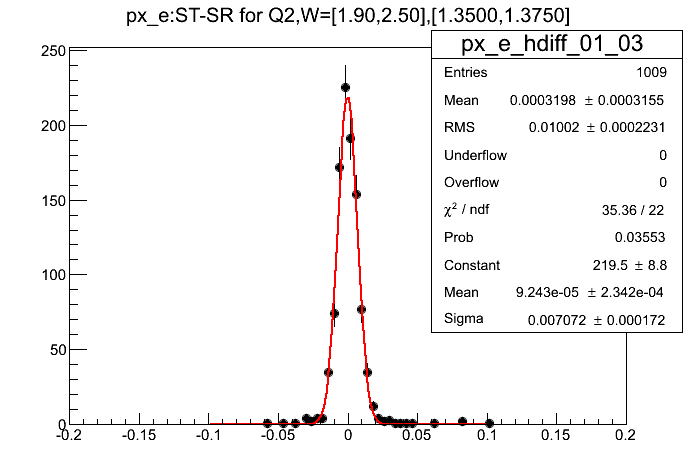 px_e:ST-SR for Q2,W=[1.90,2.50],[1.3500,1.3750]
px_e_hdiff_01_03
Entries 1009
Mean 0.0003198 ± 0.0003155
RMS 0.01002 ± 0.0002231
Underflow 0
Overflow 0
χ² / ndf 35.36 / 22
Prob 0.03553
Constant 219.5 ± 8.8
Mean 9.243e-05 ± 2.342e-04
Sigma 0.007072 ± 0.000172
250
200
150
100
50
0
-0.2 -0.15 -0.1 -0.05 0 0.05 0.1 0.15 0.2